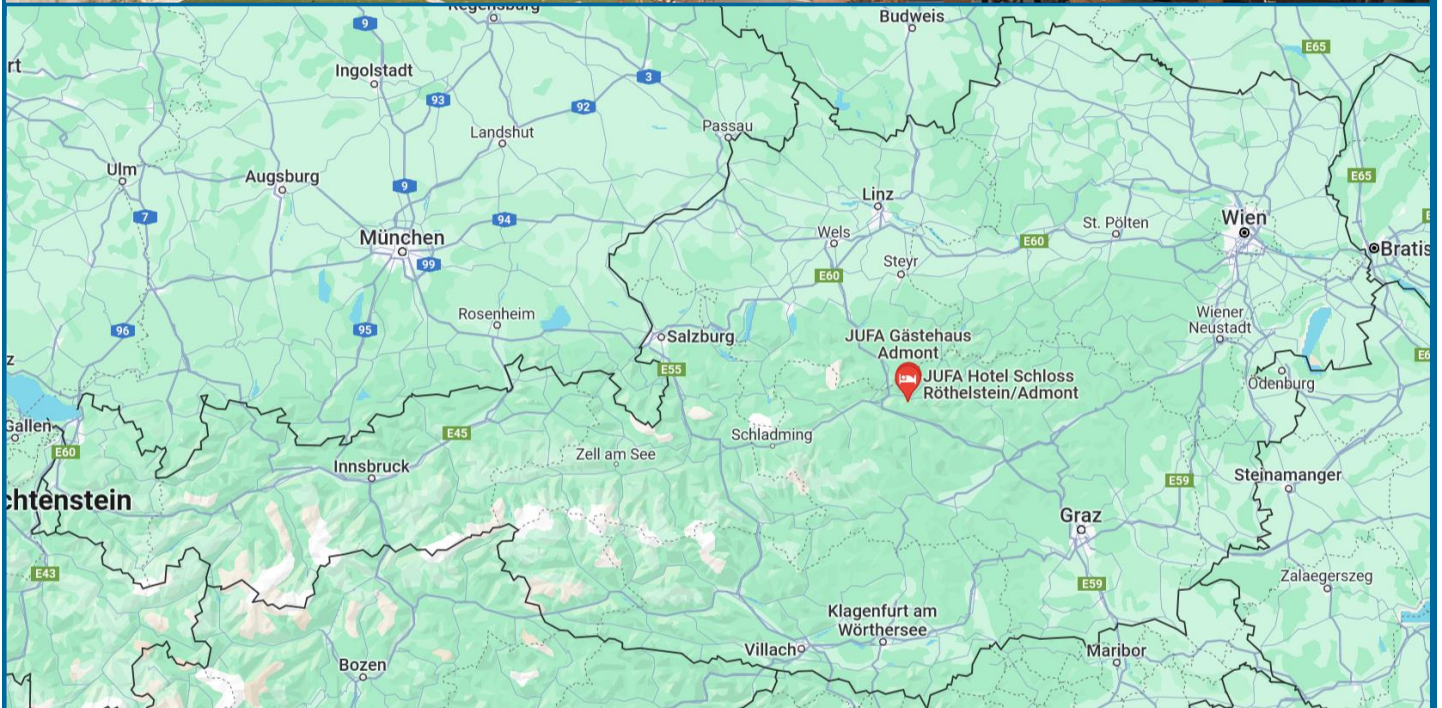 Regensburg
Budweis
9
E65
rt
Ingolstadt
3
93
92
Landshut
Passau
Ulm
Augsburg
9
E65
7
94
Linz
München
99
Wels
St. Pölten
Wien
E60
Steyr
E60
Bratis
96
95
Rosenheim
Salzburg
Wiener
Neustadt
JUFA Gästehaus
Admont
z
E55
JUFA Hotel Schloss
Röthelstein/Admont
Ödenburg
E6
Gallen
E60
E45
Schladming
Zell am See
Innsbruck
E59
Steinamanger
chtenstein
Graz
E43
E59
Zalaegerszeg
Klagenfurt am
Wörthersee
Villach
Maribor
Bozen